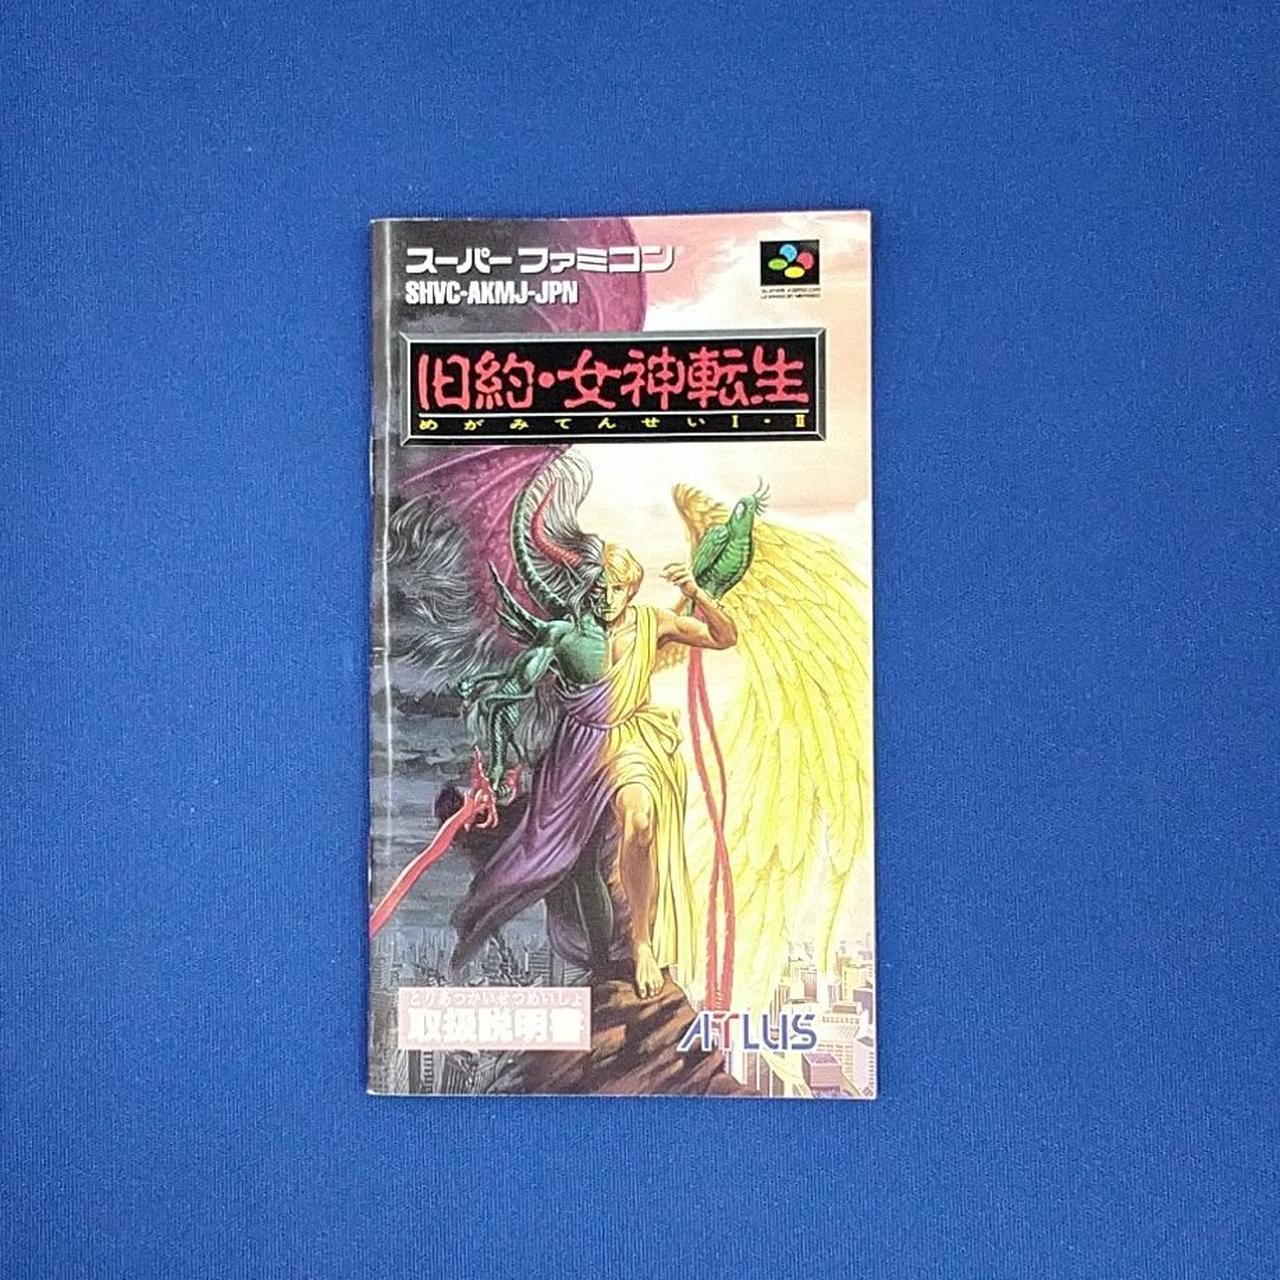 スーパーファミコン
SHVC-AKMJ-JPN
旧約・女神転生
めがみてんせいⅠ・Ⅱ
とりあつかいせつめいしょ
取扱説明書
ATLUS